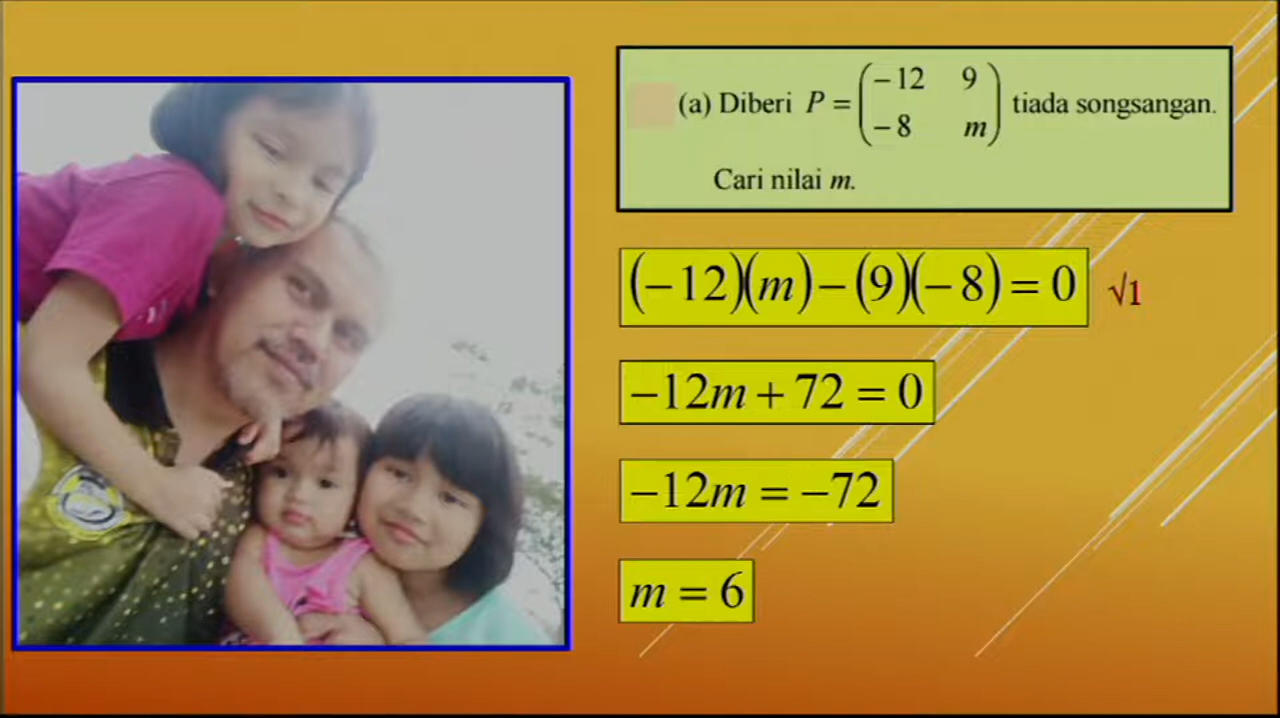 (a) Diberi P = (−12 9
−8 m) tiada songsangan.
Cari nilai m.
(−12)(m)−(9)(−8)=0 √1
−12m+72=0
−12m=−72
m=6